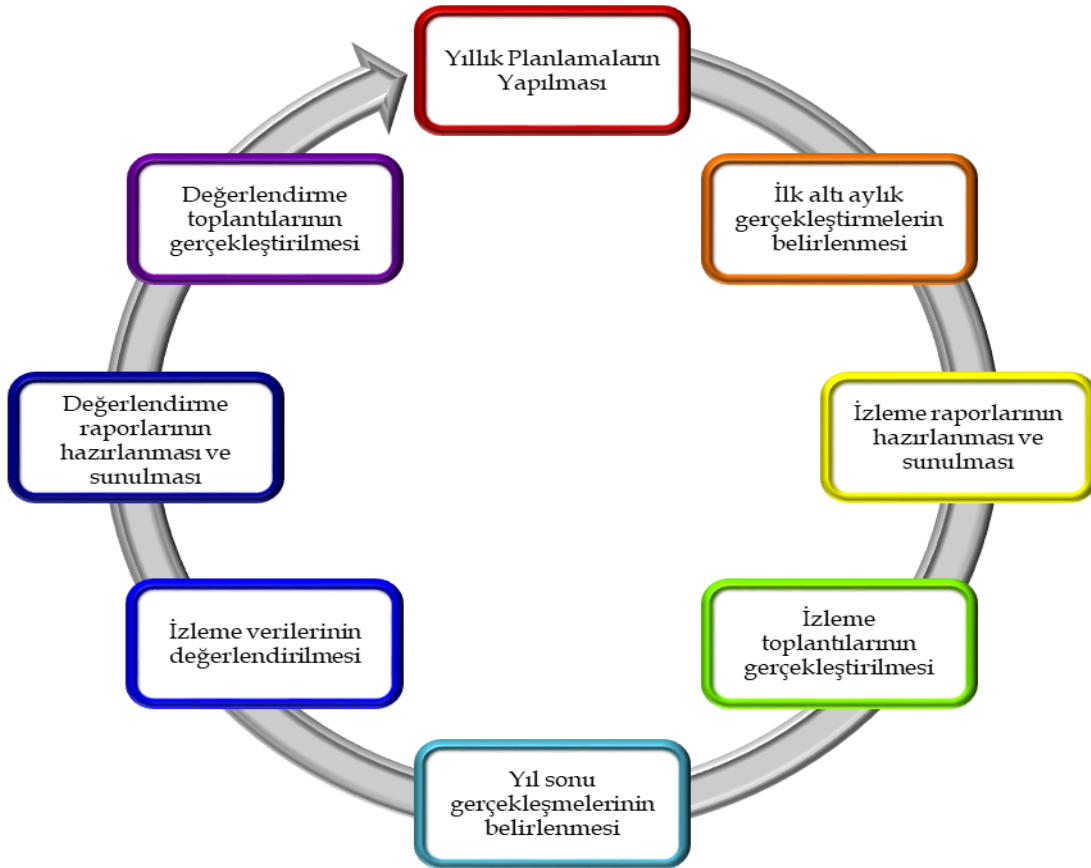 Yıllık Planlamaların
Yapılması
İlk altı aylık
gerçekleştirmelerin
belirlenmesi
İzleme raporlarının
hazırlanması ve
sunulması
İzleme
toplantılarının
gerçekleştirilmesi
Yıl sonu
gerçekleşmelerinin
belirlenmesi
İzleme verilerinin
değerlendirilmesi
Değerlendirme
raporlarının
hazırlanması ve
sunulması
Değerlendirme
toplantılarının
gerçekleştirilmesi